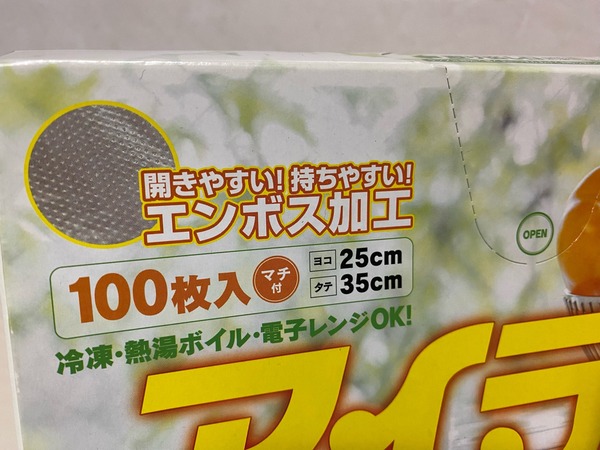 開きやすい! 持ちやすい!
エンボス加工
OPEN
100枚入 マチ付 ヨコ 25cm
タテ 35cm
冷凍・熱湯ボイル・電子レンジOK!
アイ